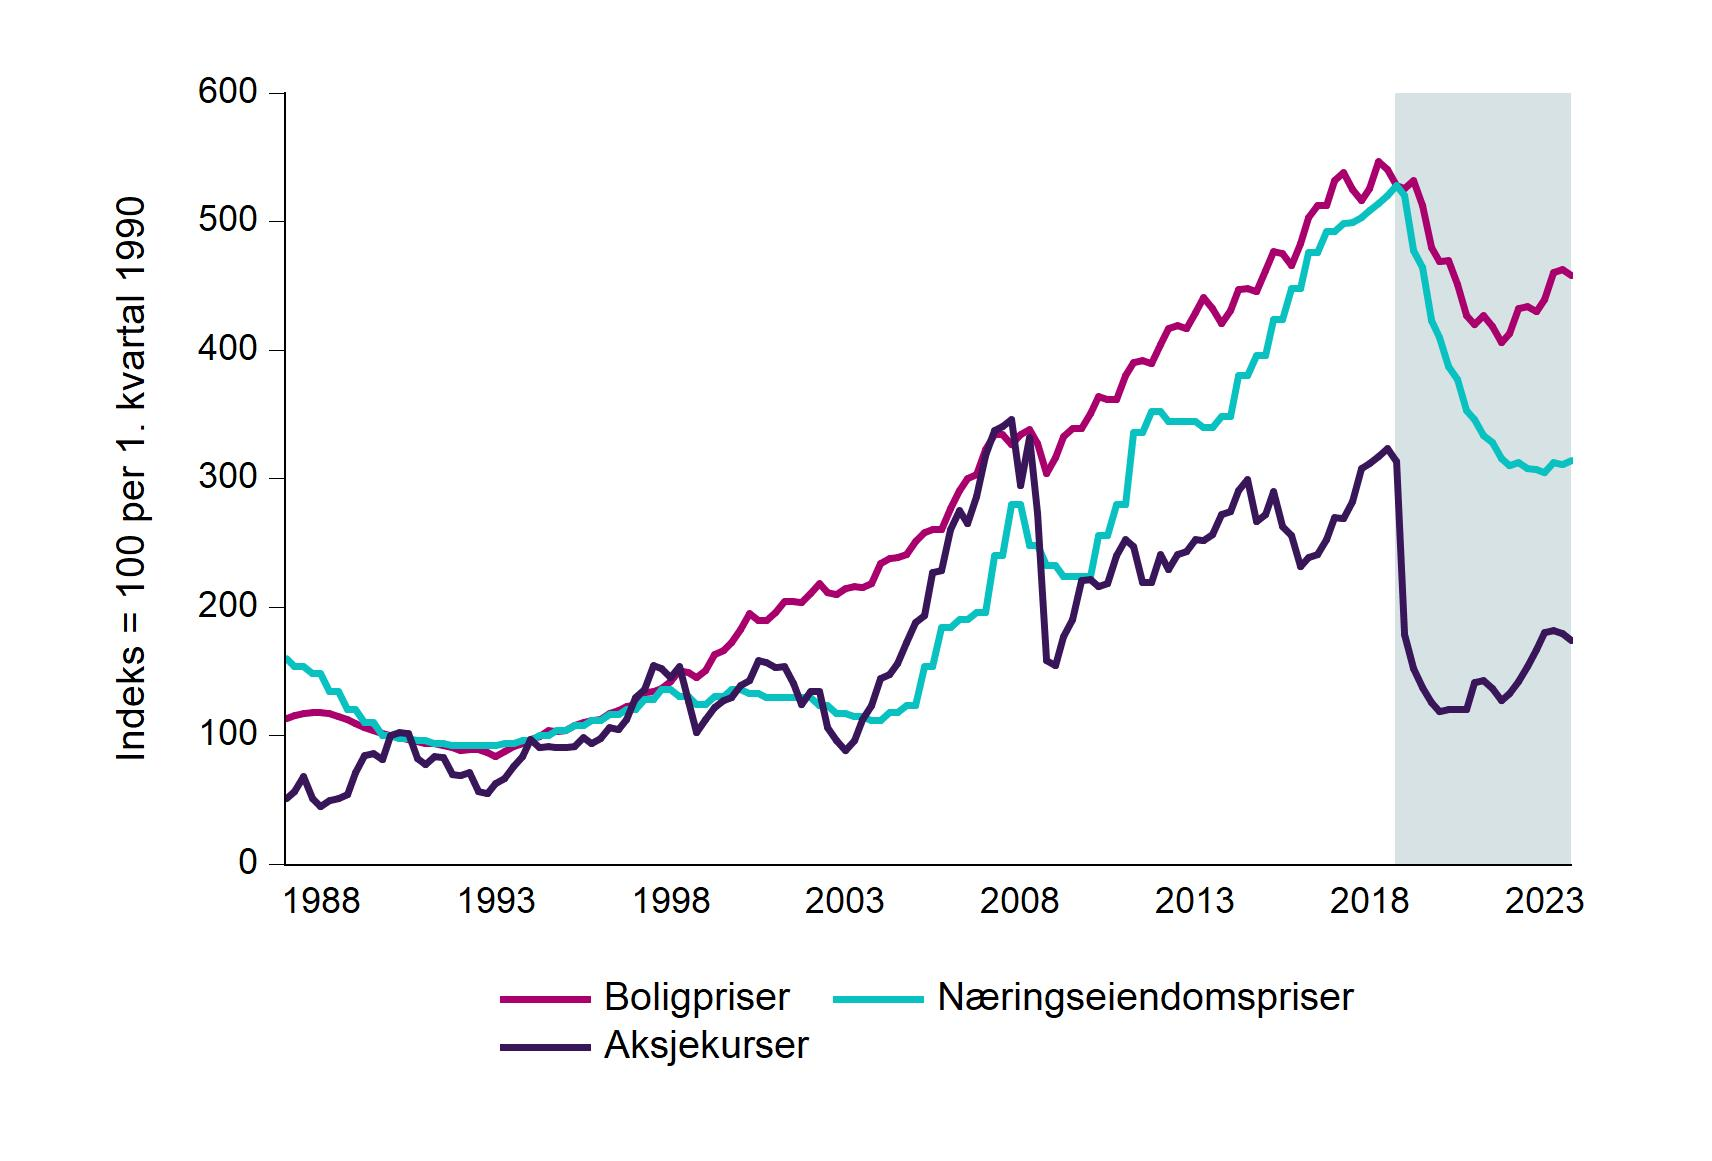 Indeks = 100 per 1. kvartal 1990
600
500
400
300
200
100
0
1988 1993 1998 2003 2008 2013 2018 2023
Boligpriser Næringseiendomspriser
Aksjekurser